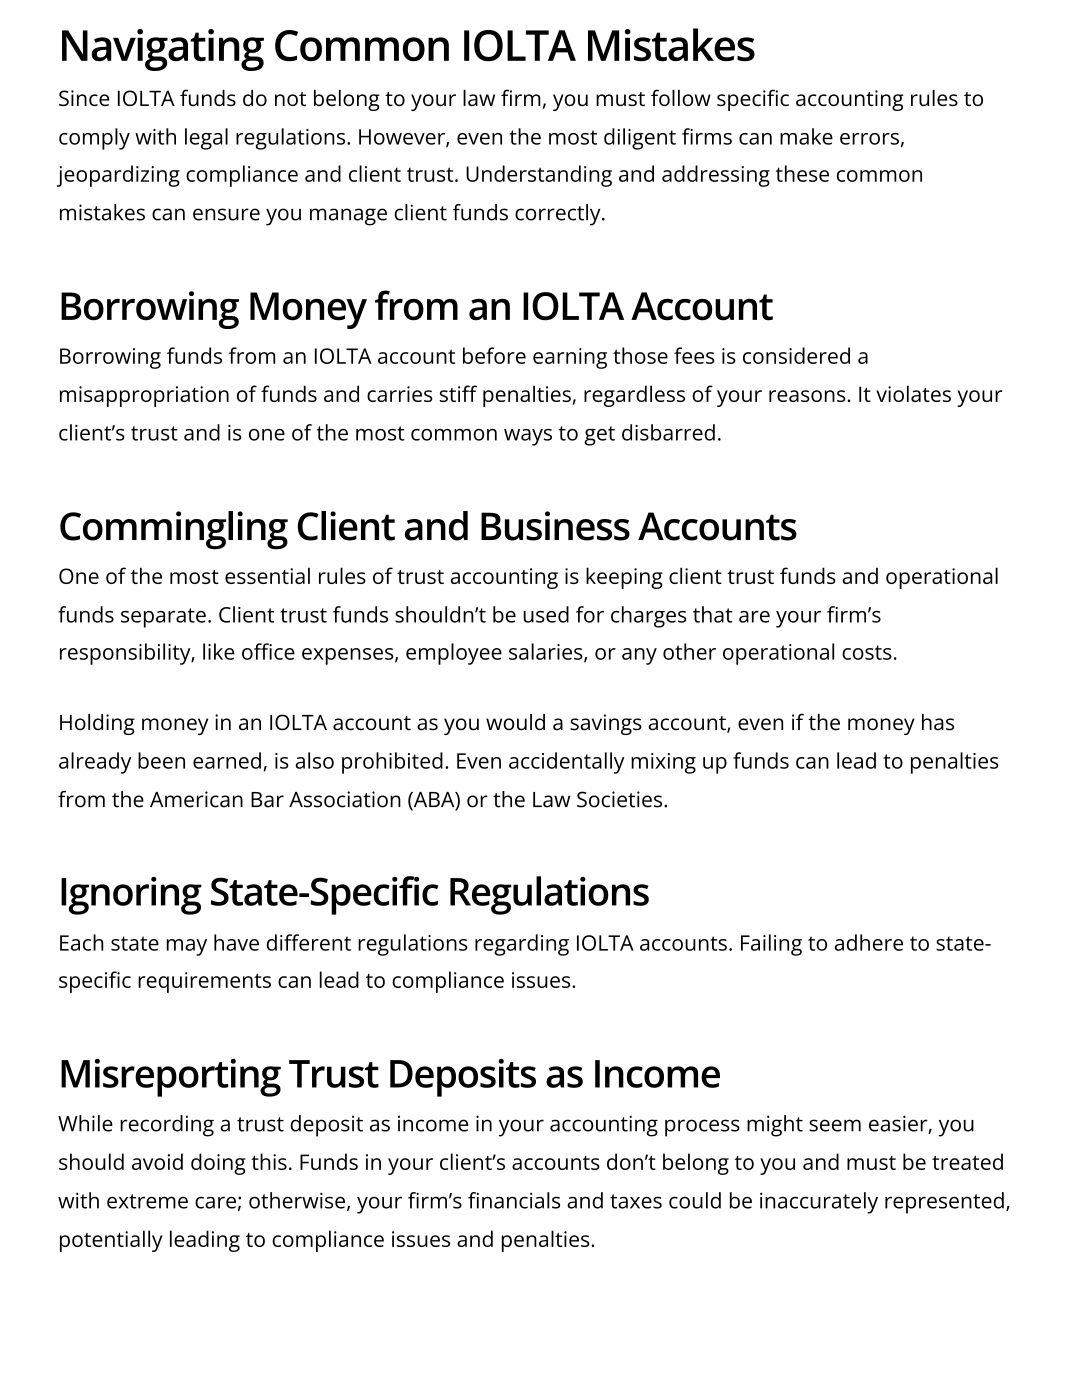 Navigating Common IOLTA Mistakes
Since IOLTA funds do not belong to your law firm, you must follow specific accounting rules to
comply with legal regulations. However, even the most diligent firms can make errors,
jeopardizing compliance and client trust. Understanding and addressing these common
mistakes can ensure you manage client funds correctly.
Borrowing Money from an IOLTA Account
Borrowing funds from an IOLTA account before earning those fees is considered a
misappropriation of funds and carries stiff penalties, regardless of your reasons. It violates your
client’s trust and is one of the most common ways to get disbarred.
Commingling Client and Business Accounts
One of the most essential rules of trust accounting is keeping client trust funds and operational
funds separate. Client trust funds shouldn’t be used for charges that are your firm’s
responsibility, like office expenses, employee salaries, or any other operational costs.
Holding money in an IOLTA account as you would a savings account, even if the money has
already been earned, is also prohibited. Even accidentally mixing up funds can lead to penalties
from the American Bar Association (ABA) or the Law Societies.
Ignoring State-Specific Regulations
Each state may have different regulations regarding IOLTA accounts. Failing to adhere to state-
specific requirements can lead to compliance issues.
Misreporting Trust Deposits as Income
While recording a trust deposit as income in your accounting process might seem easier, you
should avoid doing this. Funds in your client’s accounts don’t belong to you and must be treated
with extreme care; otherwise, your firm’s financials and taxes could be inaccurately represented,
potentially leading to compliance issues and penalties.